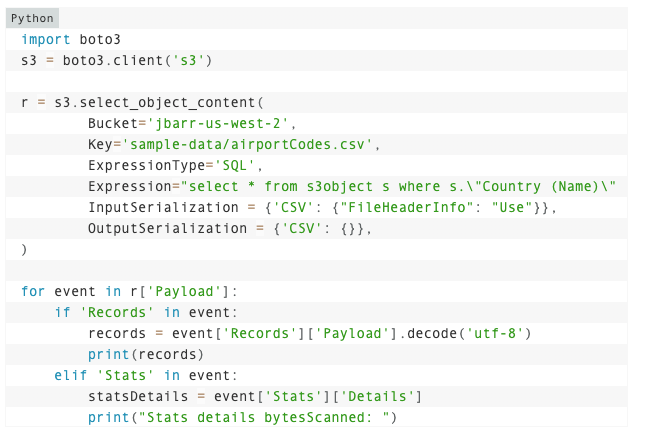 Python
import boto3
s3 = boto3.client('s3')

r = s3.select_object_content(
        Bucket='jbarr-us-west-2',
        Key='sample-data/airportCodes.csv',
        ExpressionType='SQL',
        Expression="select * from s3object s where s.\"Country (Name)\"
        InputSerialization = {'CSV': {"FileHeaderInfo": "Use"}},
        OutputSerialization = {'CSV': {}},
)

for event in r['Payload']:
    if 'Records' in event:
        records = event['Records']['Payload'].decode('utf-8')
        print(records)
    elif 'Stats' in event:
        statsDetails = event['Stats']['Details']
        print("Stats details bytesScanned: ")